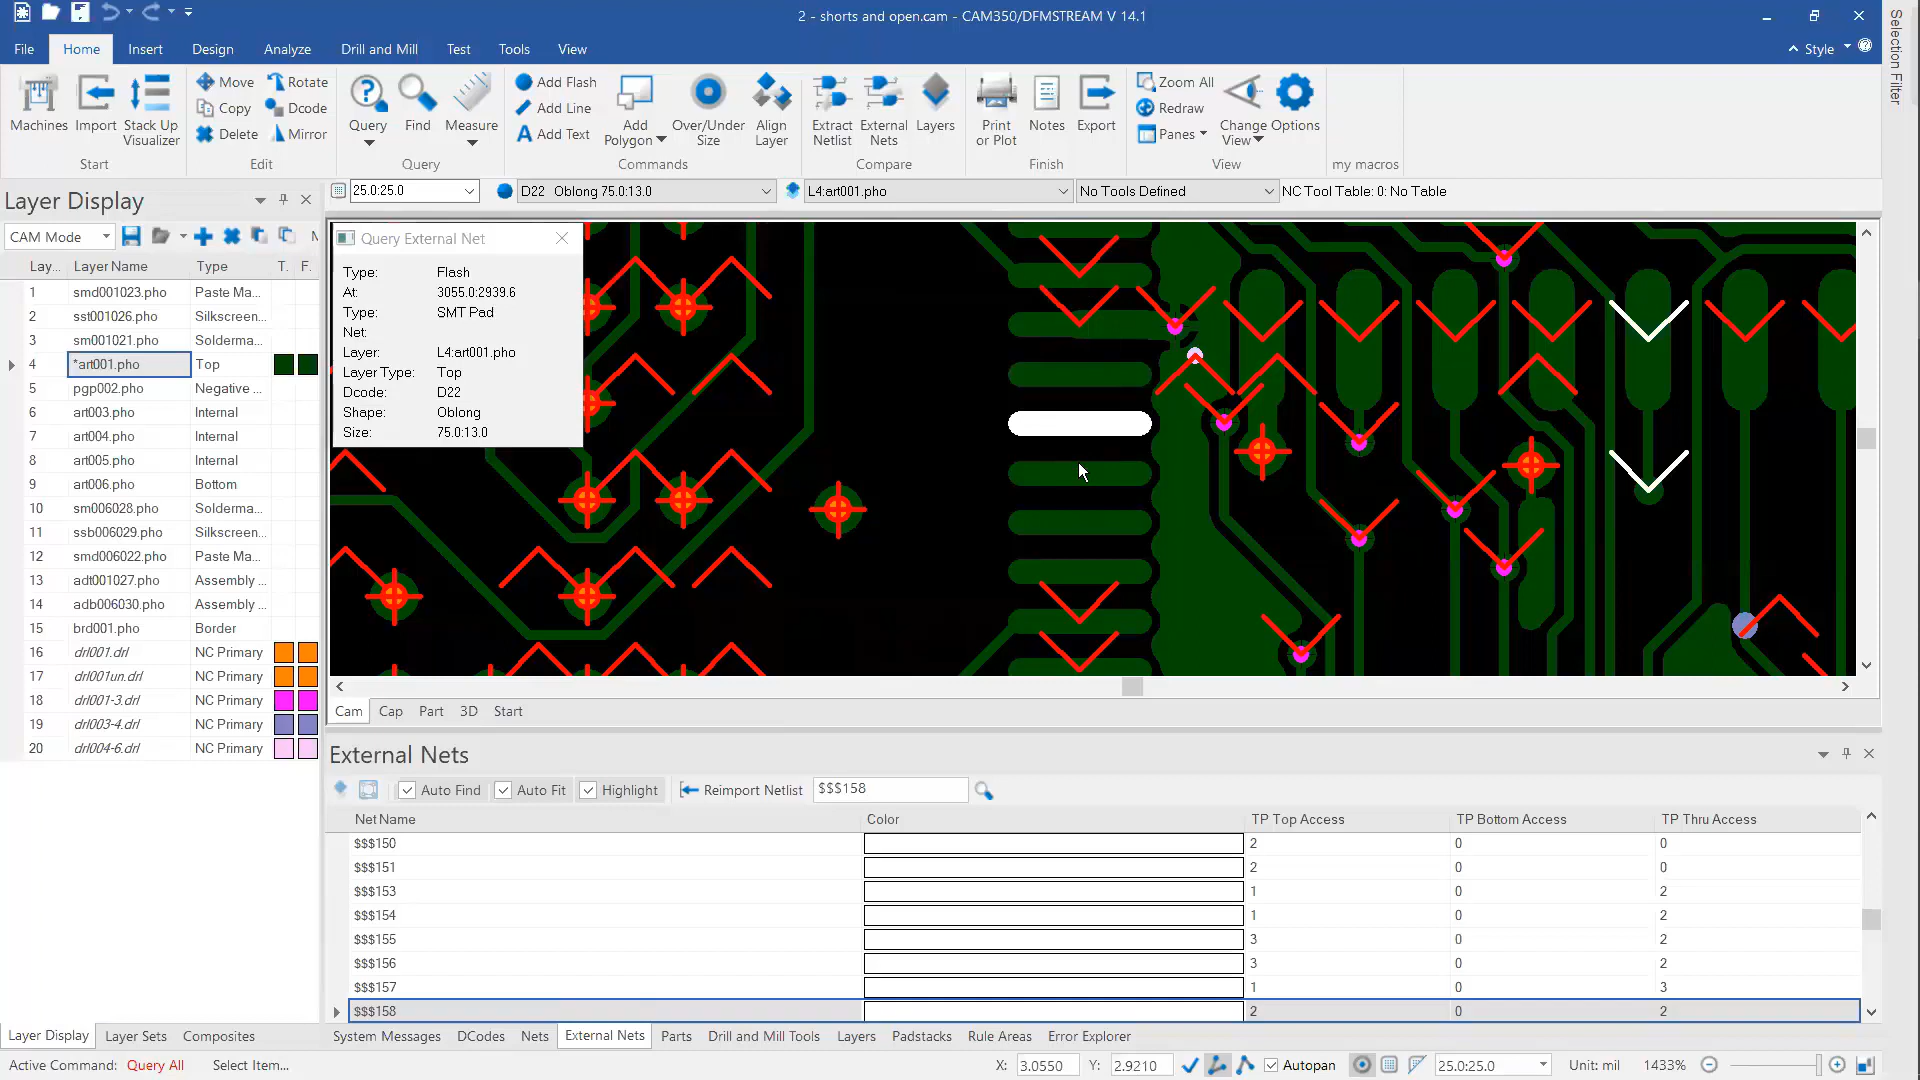 2 - shorts and open.cam - CAM350/DFMSTREAM V 14.1
File Home Insert Design Analyze Drill and Mill Test Tools View Style
Machines Import Stack Up Visualizer
Start
Move Rotate
Copy Dcode
Delete Mirror
Edit
Query Find Measure
Query
Add Flash
Add Line
Add Text
Add Polygon
Over/Under Size
Align Layer
Commands
Extract Netlist
External Nets
Layers
Compare
Print or Plot
Notes
Export
Finish
Zoom All
Redraw
Panes
Change View
Options
View
my macros
Selection Filter
Layer Display
25.0:25.0 D22 Oblong 75.0:13.0 L4:art001.pho No Tools Defined NC Tool Table: 0: No Table
CAM Mode M
Lay... Layer Name Type T. F.
1 smd001023.pho Paste Ma...
2 sst001026.pho Silkscreen...
3 sm001021.pho Solderma...
4 *art001.pho Top
5 pgp002.pho Negative ...
6 art003.pho Internal
7 art004.pho Internal
8 art005.pho Internal
9 art006.pho Bottom
10 sm006028.pho Solderma...
11 ssb006029.pho Silkscreen...
12 smd006022.pho Paste Ma...
13 adt001027.pho Assembly ...
14 adb006030.pho Assembly ...
15 brd001.pho Border
16 drl001.drl NC Primary
17 drl001un.drl NC Primary
18 drl001-3.drl NC Primary
19 drl003-4.drl NC Primary
20 drl004-6.drl NC Primary
Query External Net
Type: Flash
At: 3055.0:2939.6
Type: SMT Pad
Net:
Layer: L4:art001.pho
Layer Type: Top
Dcode: D22
Shape: Oblong
Size: 75.0:13.0
Cam Cap Part 3D Start
External Nets
Auto Find Auto Fit Highlight Reimport Netlist $$$158
Net Name Color TP Top Access TP Bottom Access TP Thru Access
$$$150 2 0 0
$$$151 2 0 0
$$$153 1 0 2
$$$154 1 0 2
$$$155 3 0 2
$$$156 3 0 2
$$$157 1 0 3
$$$158 2 0 2
Layer Display Layer Sets Composites System Messages DCodes Nets External Nets Parts Drill and Mill Tools Layers Padstacks Rule Areas Error Explorer
Active Command: Query All Select Item... X: 3.0550 Y: 2.9210 Autopan 25.0:25.0 Unit: mil 1433%